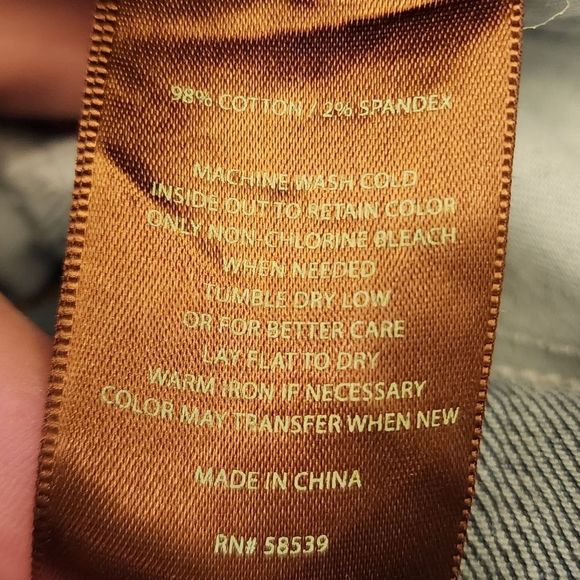 98% COTTON / 2% SPANDEX
MACHINE WASH COLD
INSIDE OUT TO RETAIN COLOR
ONLY NON-CHLORINE BLEACH
WHEN NEEDED
TUMBLE DRY LOW
OR FOR BETTER CARE
LAY FLAT TO DRY
WARM IRON IF NECESSARY
COLOR MAY TRANSFER WHEN NEW
MADE IN CHINA
RN# 58539